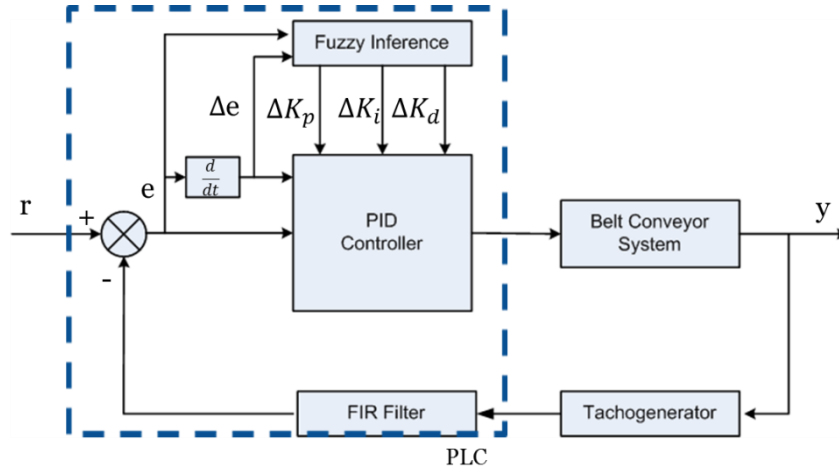 Fuzzy Inference
Δe
ΔK_p
ΔK_i
ΔK_d
d
dt
e
r
+
-
PID
Controller
Belt Conveyor
System
y
FIR Filter
Tachogenerator
PLC